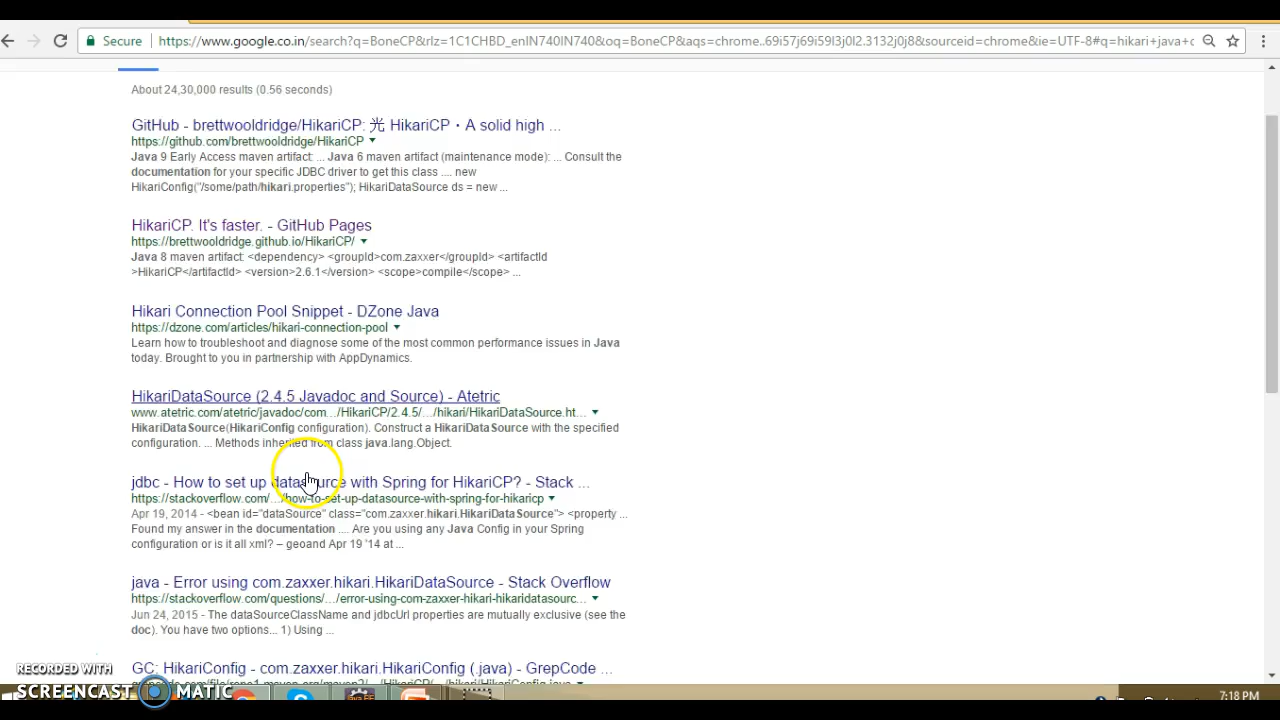 Secure
https://www.google.co.in/search?q=BoneCP&rlz=1C1CHBD_enIN740IN740&oq=BoneCP&aqs=chrome..69i57j69i59l3j0l2.3132j0j8&sourceid=chrome&ie=UTF-8#q=hikari+java+c
About 24,30,000 results (0.56 seconds)
GitHub - brettwooldridge/HikariCP: 光 HikariCP・A solid high ...
https://github.com/brettwooldridge/HikariCP
Java 9 Early Access maven artifact: ... Java 6 maven artifact (maintenance mode): ... Consult the
documentation for your specific JDBC driver to get this class .... new
HikariConfig("/some/path/hikari.properties"); HikariDataSource ds = new ...
HikariCP. It's faster. - GitHub Pages
https://brettwooldridge.github.io/HikariCP/
Java 8 maven artifact: <dependency> <groupId>com.zaxxer</groupId> <artifactId
>HikariCP</artifactId> <version>2.6.1</version> <scope>compile</scope> ...
Hikari Connection Pool Snippet - DZone Java
https://dzone.com/articles/hikari-connection-pool
Learn how to troubleshoot and diagnose some of the most common performance issues in Java
today. Brought to you in partnership with AppDynamics.
HikariDataSource (2.4.5 Javadoc and Source) - Atetric
www.atetric.com/atetric/javadoc/com.../HikariCP/2.4.5/.../hikari/HikariDataSource.ht...
HikariDataSource(HikariConfig configuration). Construct a HikariDataSource with the specified
configuration. ... Methods inherited from class java.lang.Object.
jdbc - How to set up datasource with Spring for HikariCP? - Stack ...
https://stackoverflow.com/.../how-to-set-up-datasource-with-spring-for-hikaricp
Apr 19, 2014 - <bean id="dataSource" class="com.zaxxer.hikari.HikariDataSource"> <property ...
Found my answer in the documentation .... Are you using any Java Config in your Spring
configuration or is it all xml? – geoand Apr 19 '14 at ...
java - Error using com.zaxxer.hikari.HikariDataSource - Stack Overflow
https://stackoverflow.com/questions/.../error-using-com-zaxxer-hikari-hikaridatasourc...
Jun 24, 2015 - The dataSourceClassName and jdbcUrl properties are mutually exclusive (see the
doc). You have two options... 1) Using ...
GC: HikariConfig - com.zaxxer.hikari.HikariConfig (.java) - GrepCode ...
RECORDED WITH
SCREENCAST MATIC
7:18 PM